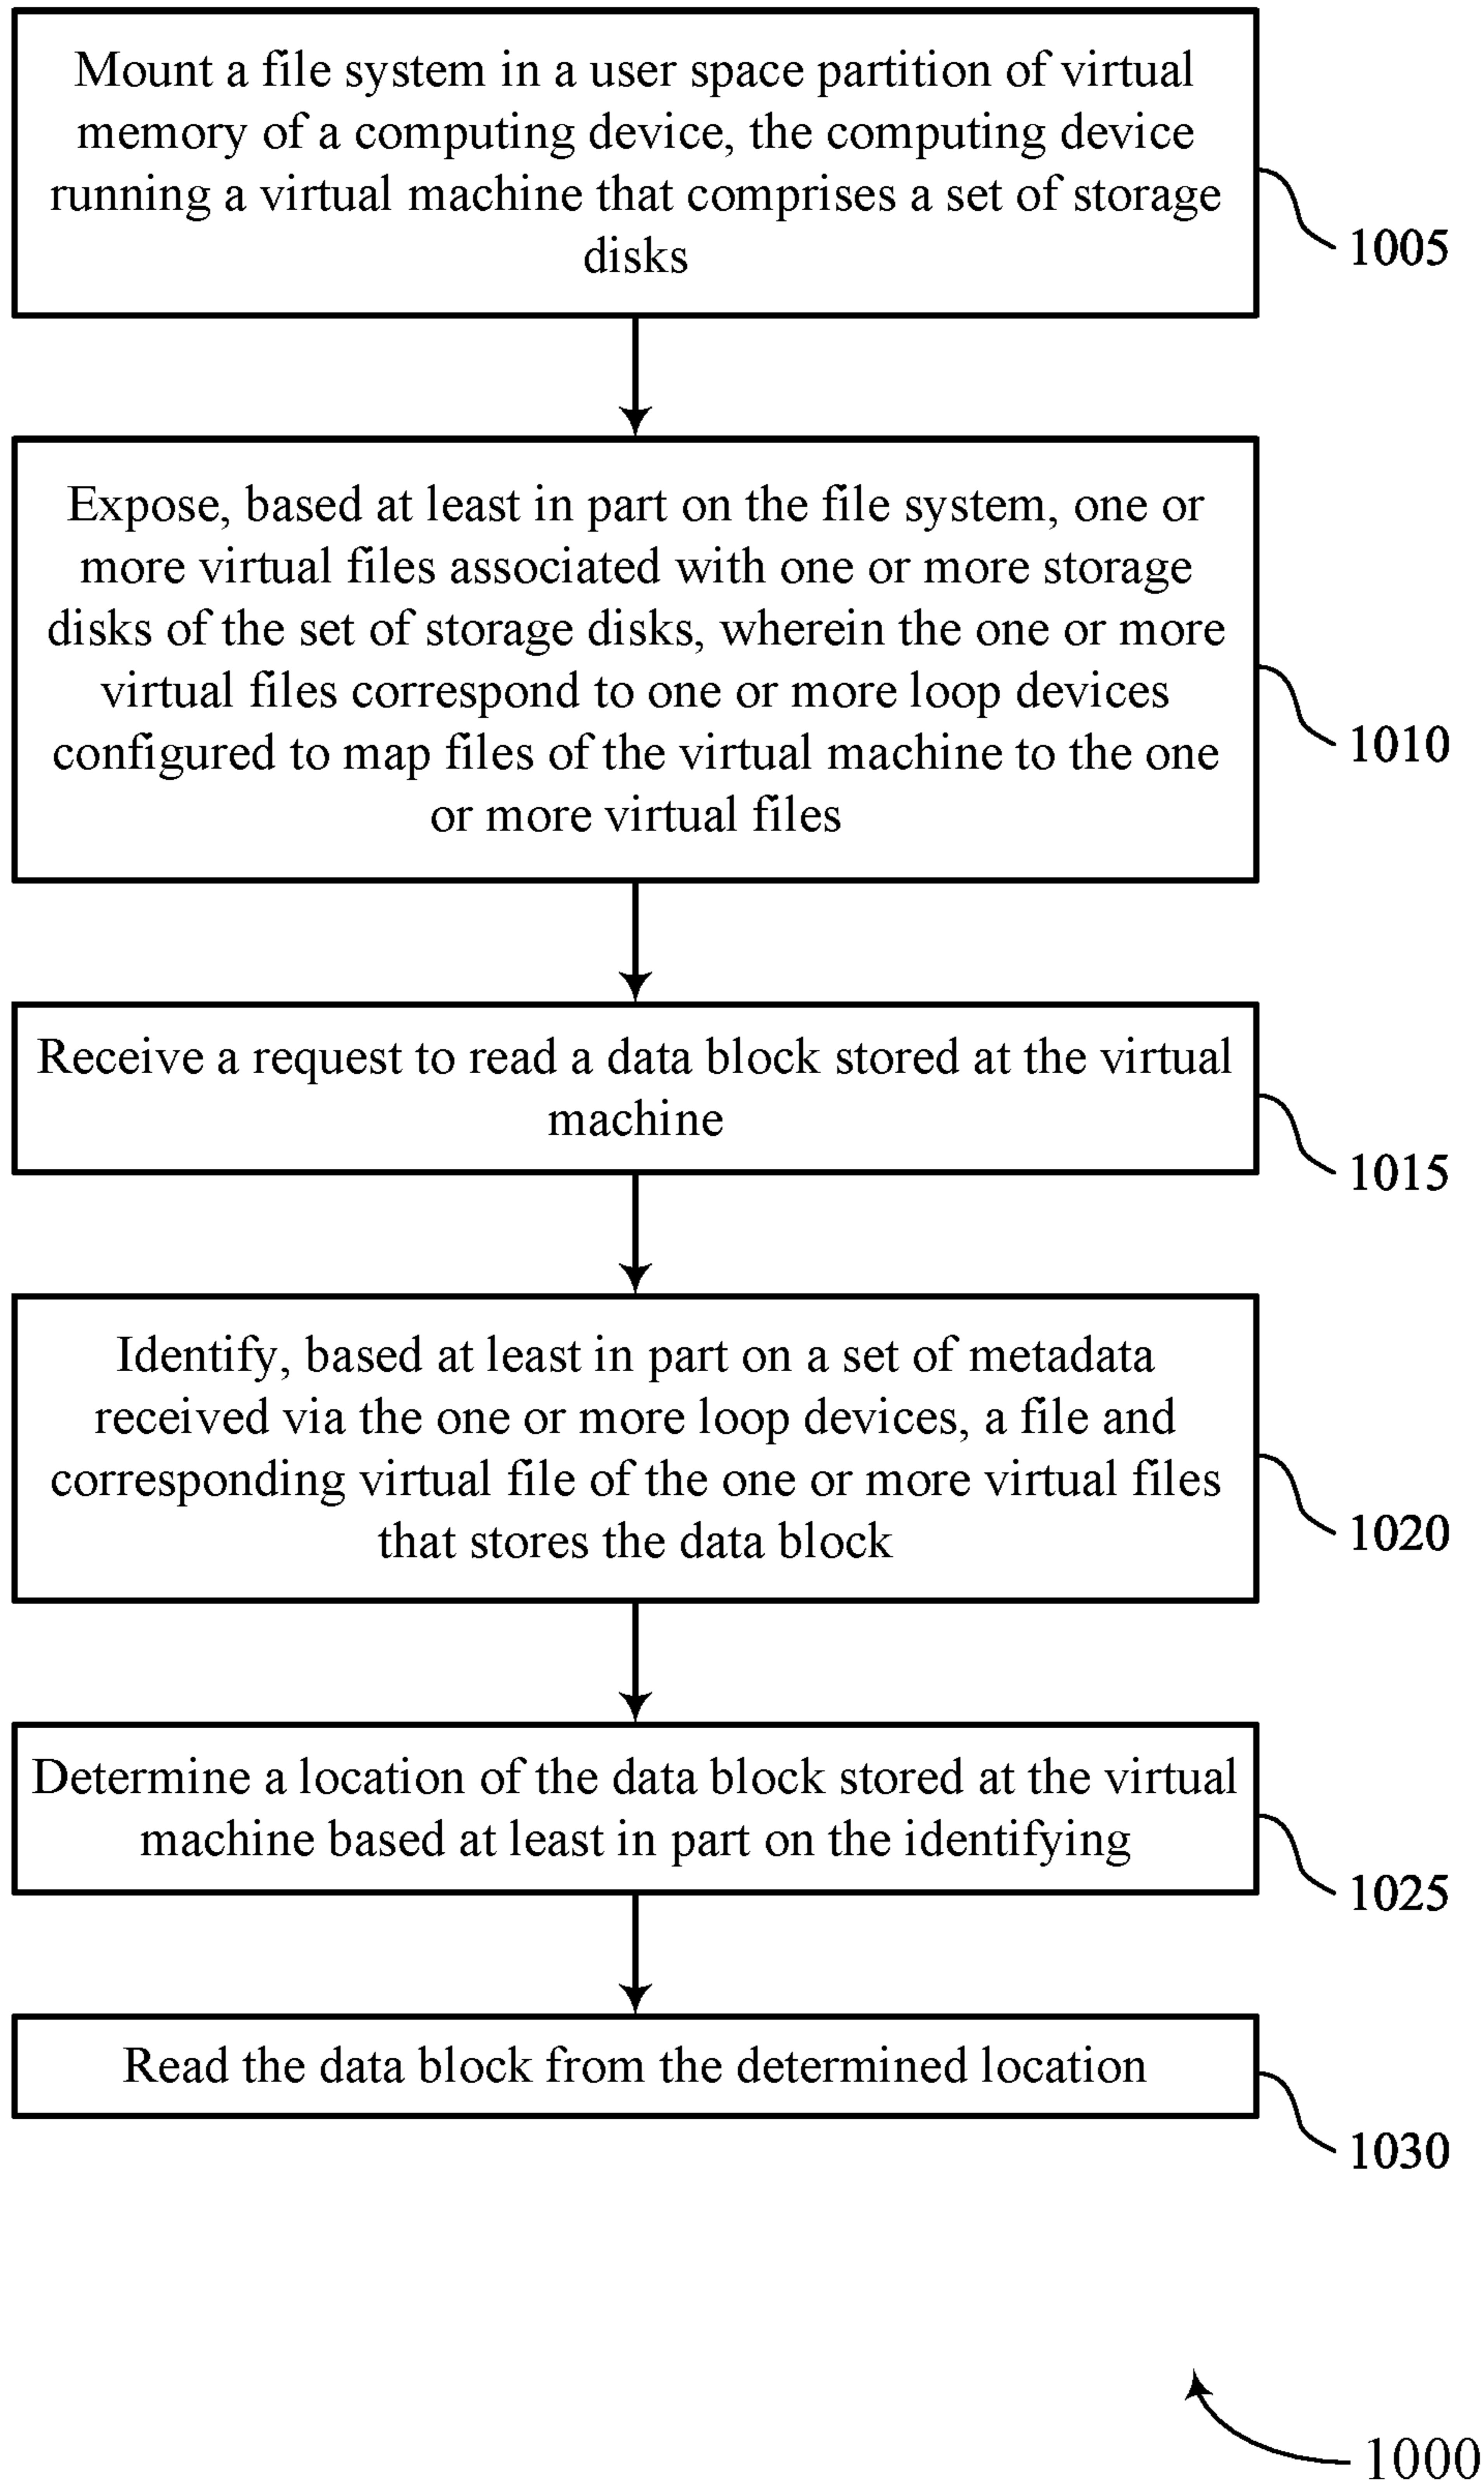 Mount a file system in a user space partition of virtual
memory of a computing device, the computing device
running a virtual machine that comprises a set of storage
disks
1005
Expose, based at least in part on the file system, one or
more virtual files associated with one or more storage
disks of the set of storage disks, wherein the one or more
virtual files correspond to one or more loop devices
configured to map files of the virtual machine to the one
or more virtual files
1010
Receive a request to read a data block stored at the virtual
machine
1015
Identify, based at least in part on a set of metadata
received via the one or more loop devices, a file and
corresponding virtual file of the one or more virtual files
that stores the data block
1020
Determine a location of the data block stored at the virtual
machine based at least in part on the identifying
1025
Read the data block from the determined location
1030
1000